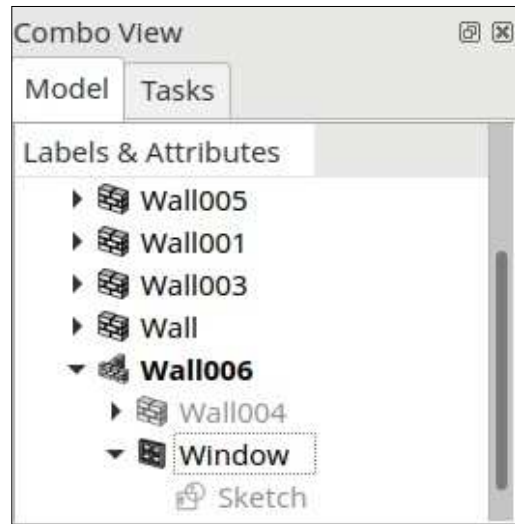 Combo View
Model Tasks
Labels & Attributes
Wall005
Wall001
Wall003
Wall
Wall006
Wall004
Window
Sketch